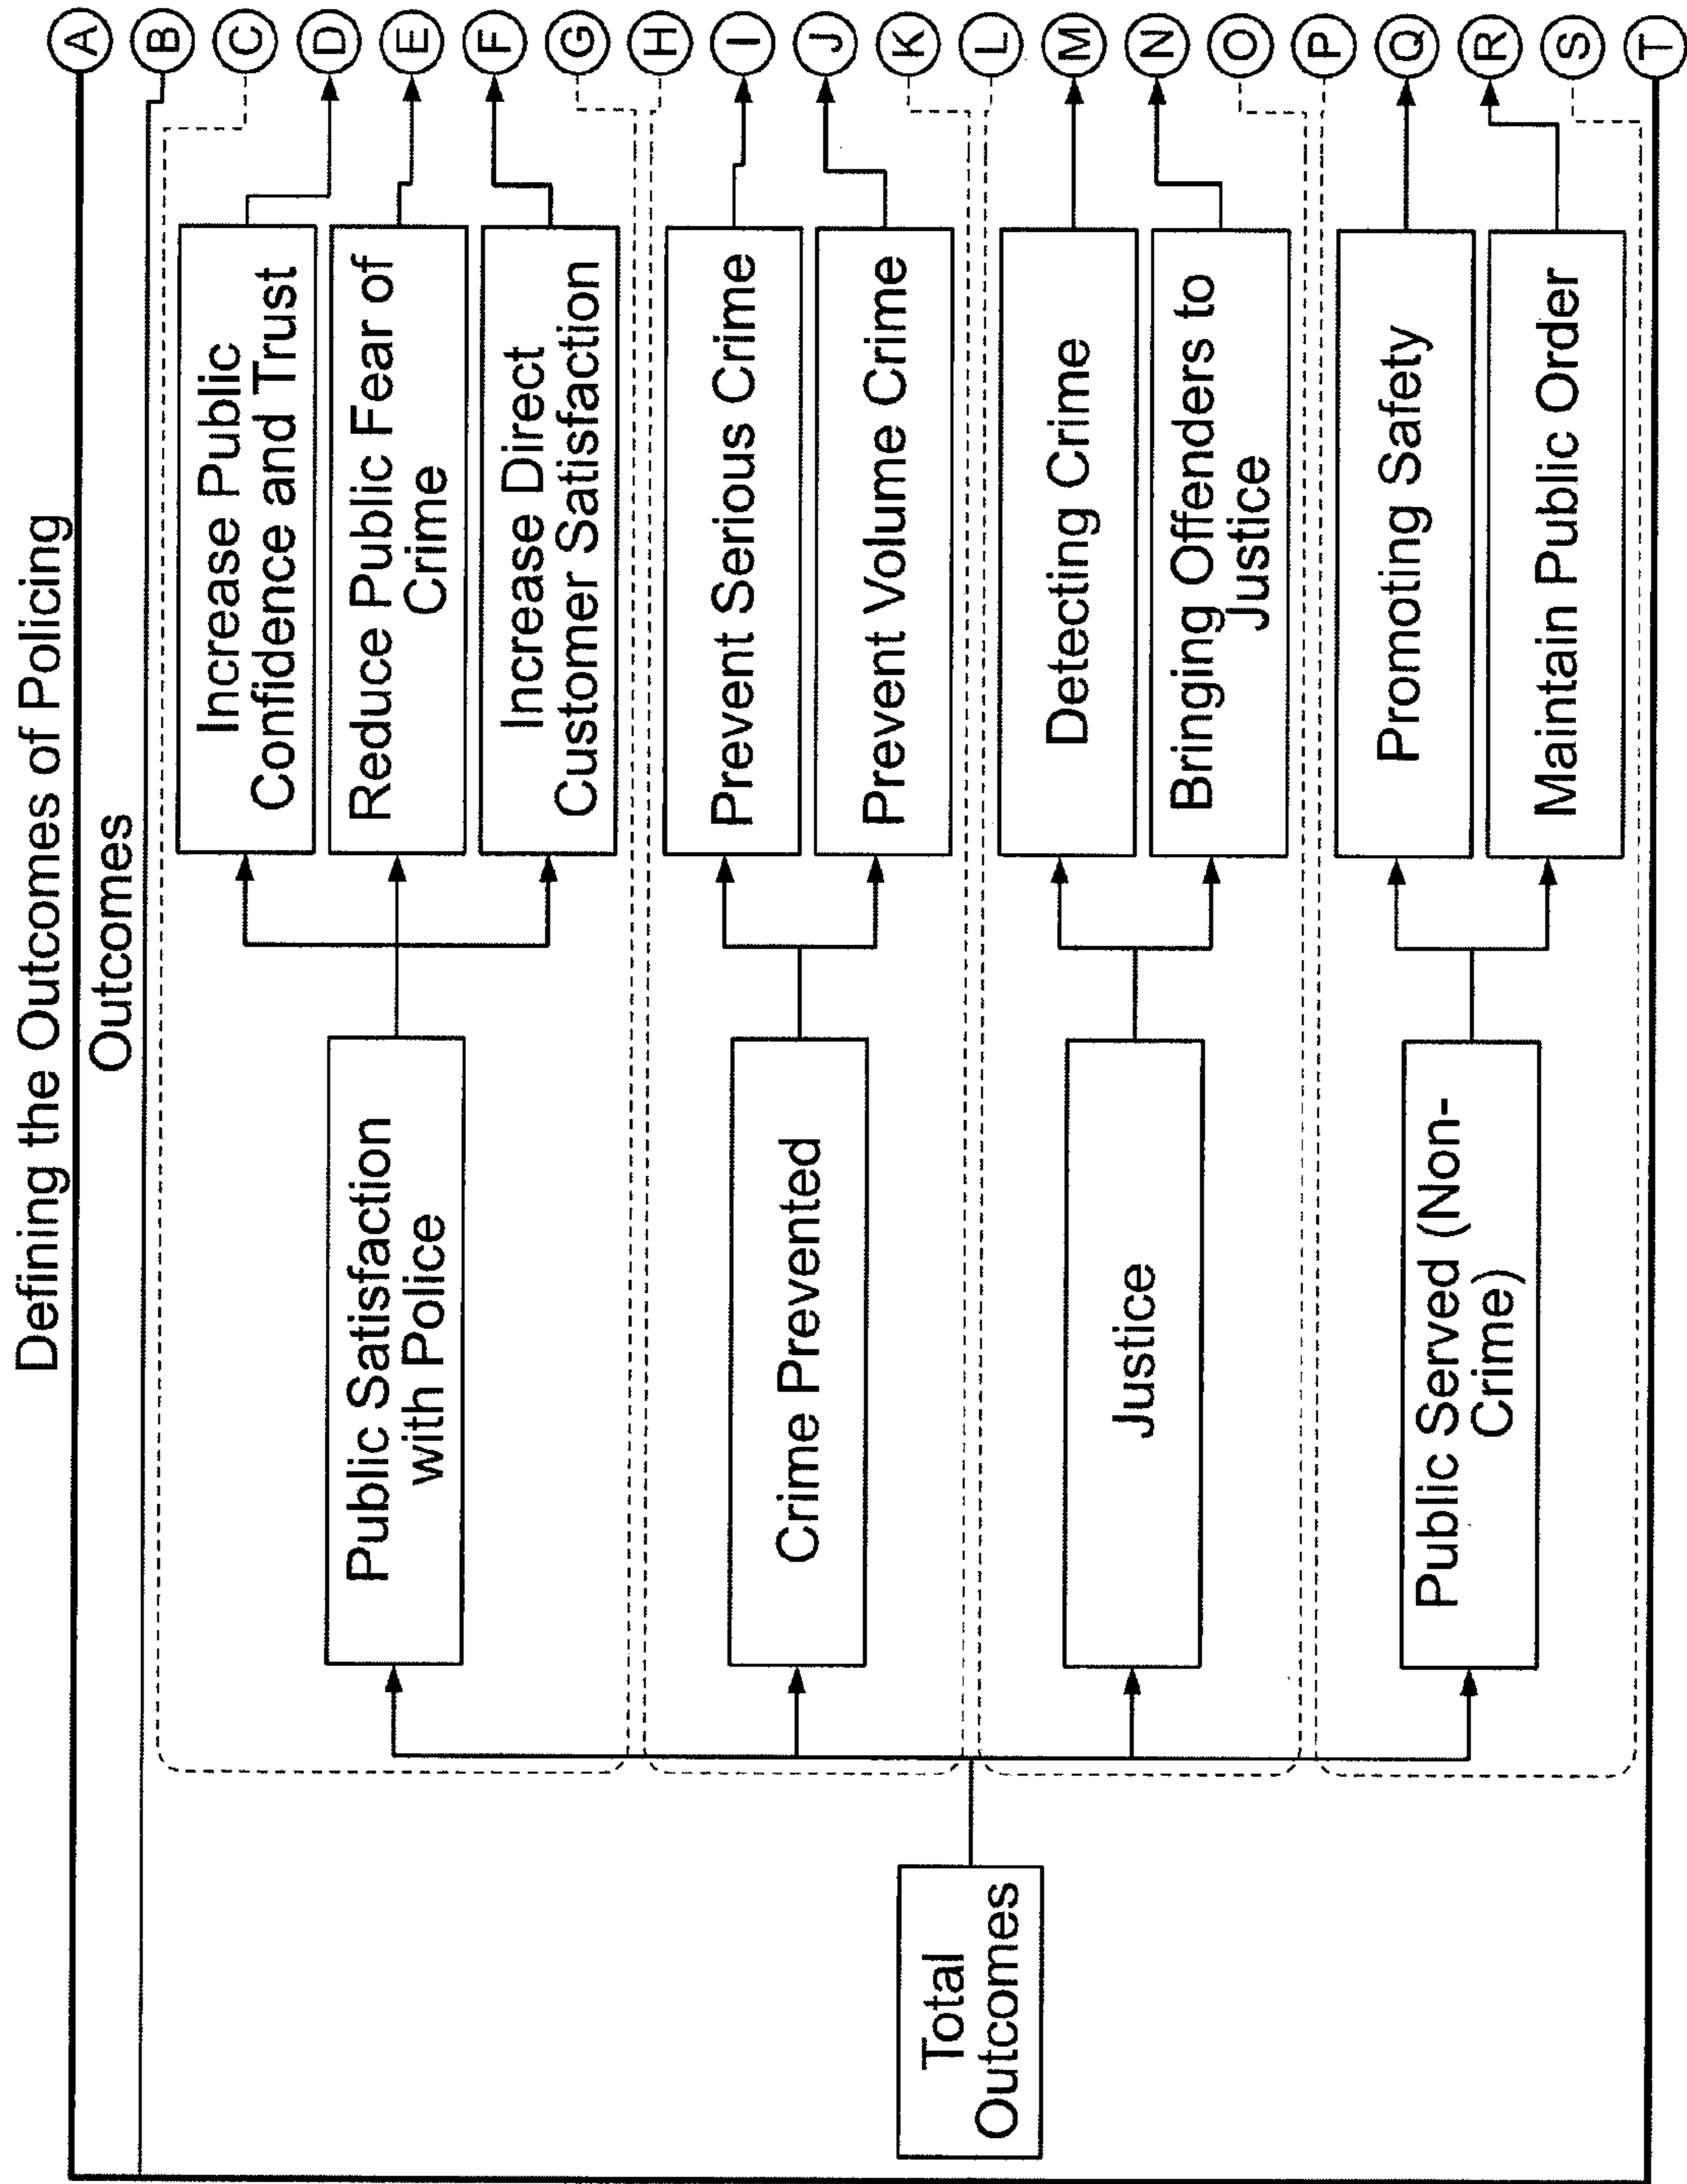 Defining the Outcomes of Policing
Outcomes
Total
Outcomes
Public Satisfaction
with Police
Increase Public
Confidence and Trust
Reduce Public Fear of
Crime
Increase Direct
Customer Satisfaction
Crime Prevented
Prevent Serious Crime
Prevent Volume Crime
Justice
Detecting Crime
Bringing Offenders to
Justice
Public Served (Non-
Crime)
Promoting Safety
Maintain Public Order
A
B
C
D
E
F
G
H
I
J
K
L
M
N
O
P
Q
R
S
T